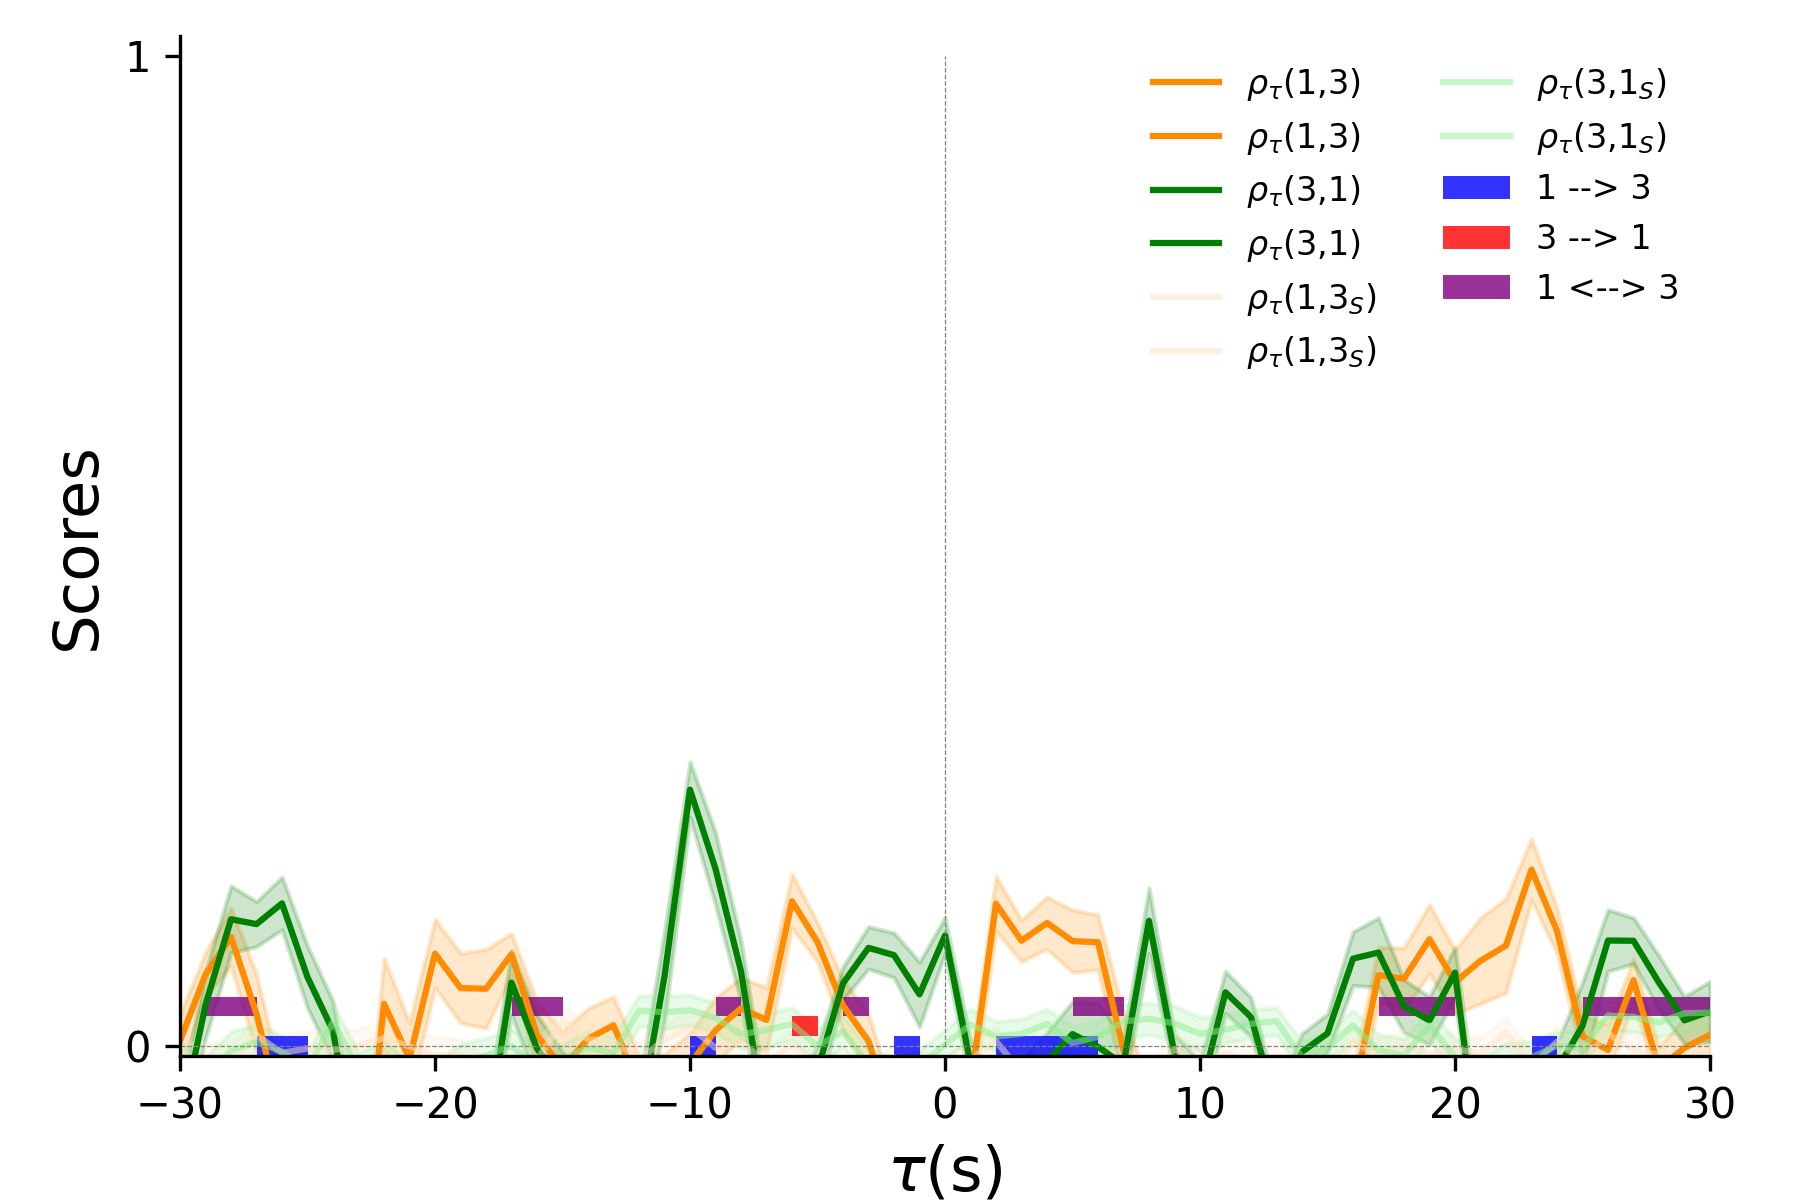 1
ρτ(1,3)
ρτ(1,3)
ρτ(3,1)
ρτ(3,1)
ρτ(1,3S)
ρτ(1,3S)
ρτ(3,1S)
ρτ(3,1S)
1 --> 3
3 --> 1
1 <--> 3
Scores
0
−30 −20 −10 0 10 20 30
τ(s)